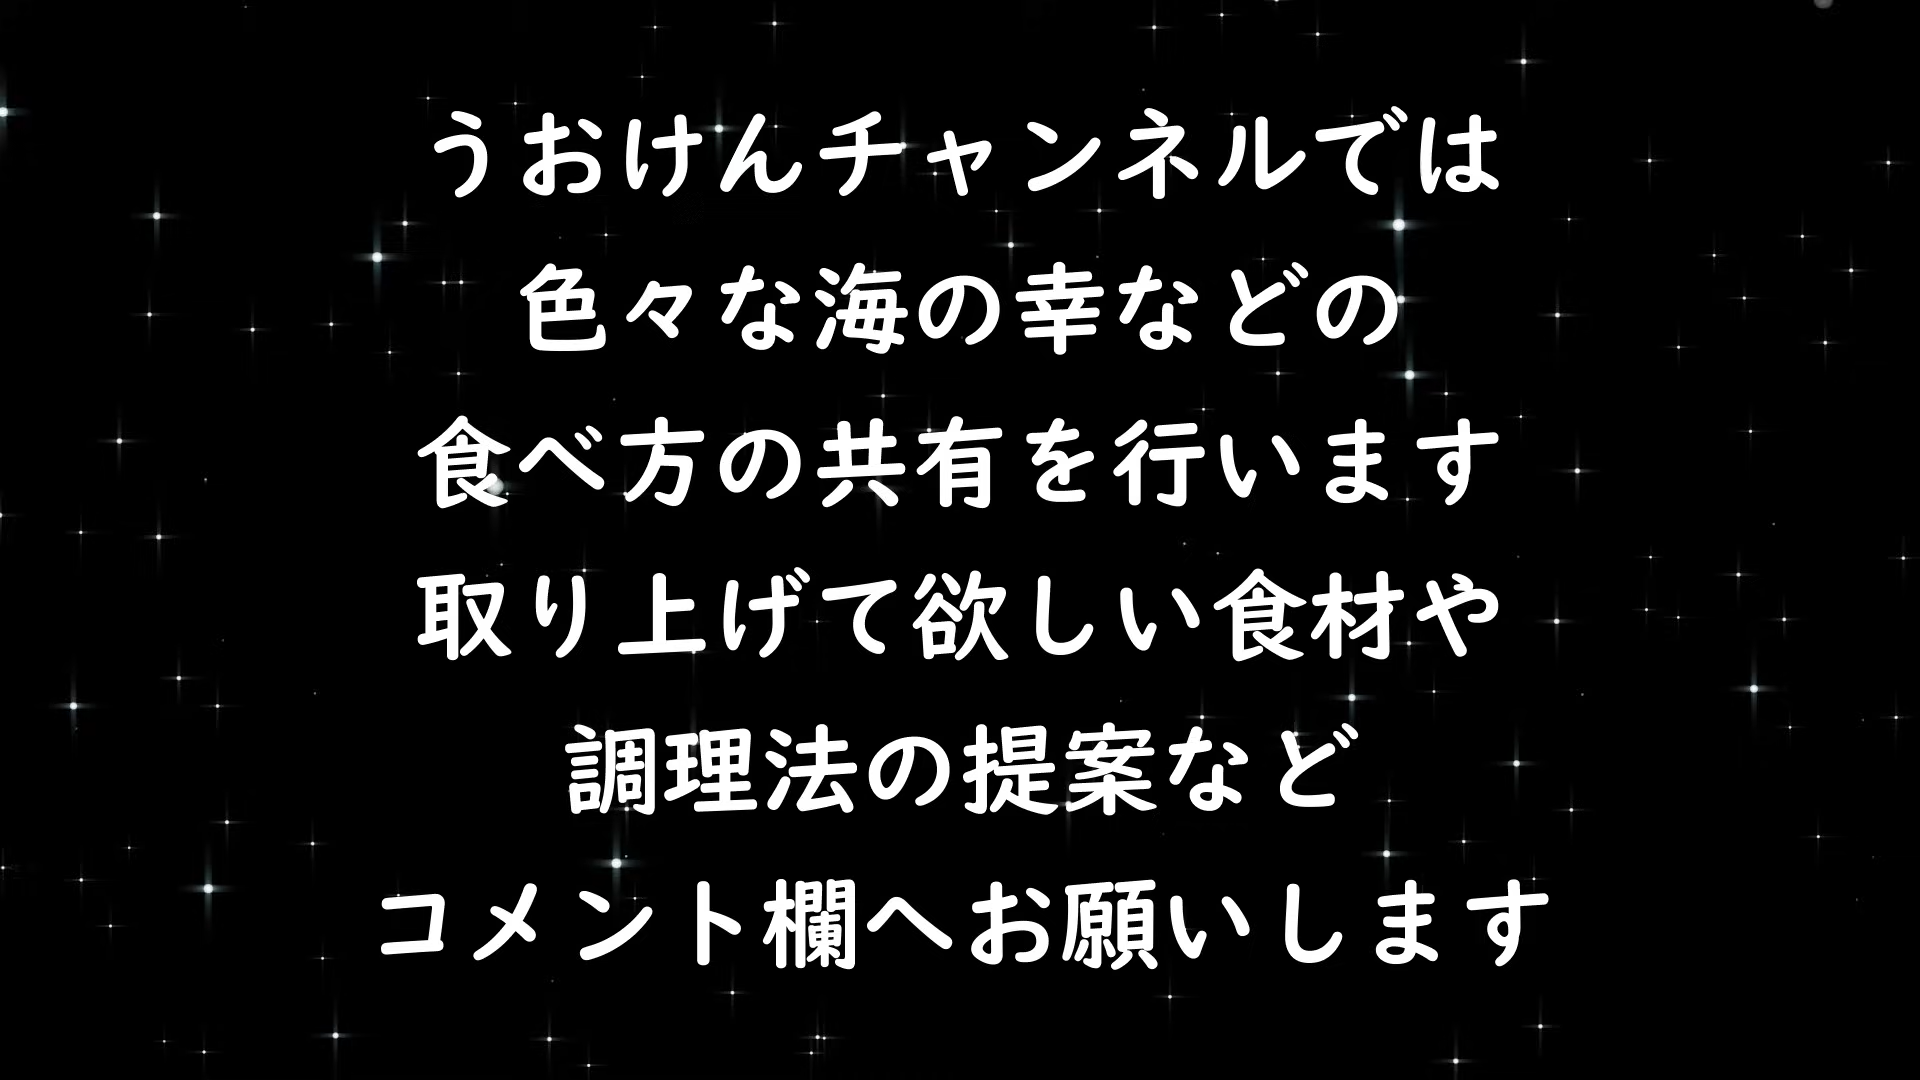 うおけんチャンネルでは
色々な海の幸などの
食べ方の共有を行います
取り上げて欲しい食材や
調理法の提案など
コメント欄へお願いします